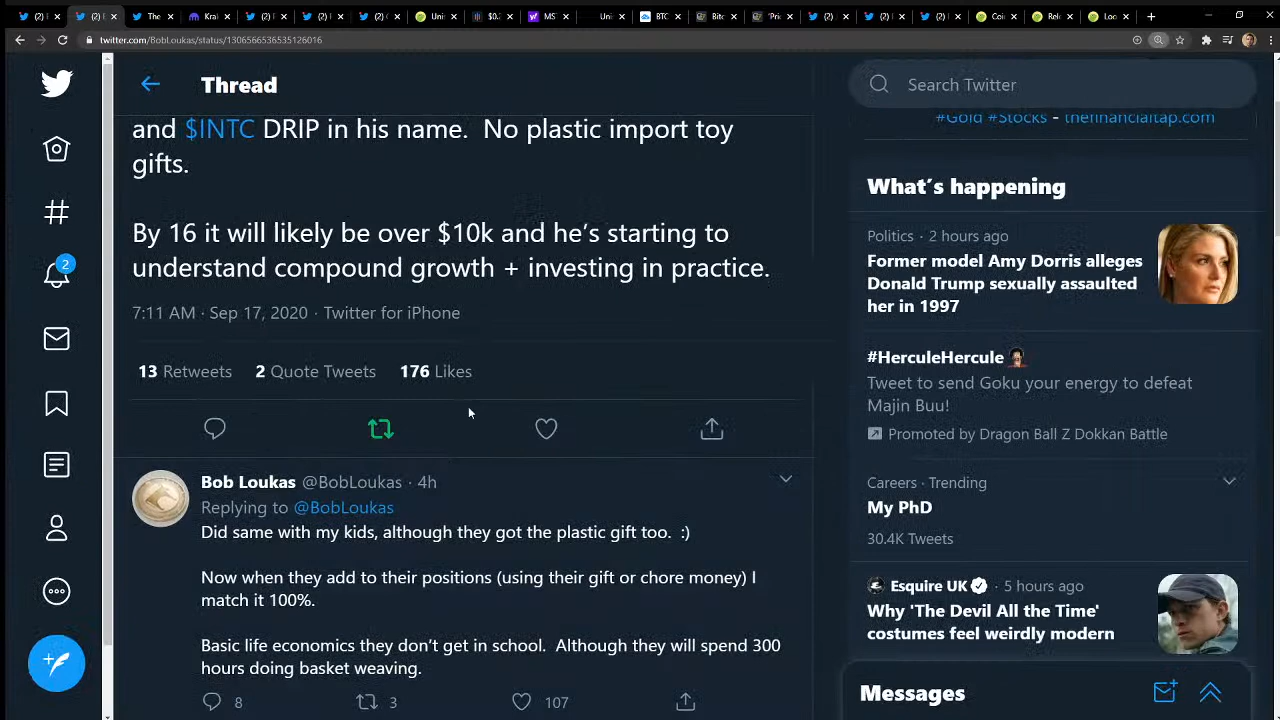 twitter.com/BobLoukas/status/1306566536535126016
Thread
and $INTC DRIP in his name. No plastic import toy
gifts.
By 16 it will likely be over $10k and he's starting to
understand compound growth + investing in practice.
7:11 AM · Sep 17, 2020 · Twitter for iPhone
13 Retweets 2 Quote Tweets 176 Likes
Bob Loukas @BobLoukas · 4h
Replying to @BobLoukas
Did same with my kids, although they got the plastic gift too. :)
Now when they add to their positions (using their gift or chore money) I
match it 100%.
Basic life economics they don't get in school. Although they will spend 300
hours doing basket weaving.
8 3 107
2
Search Twitter
#Gold #Stocks - thefinancialtap.com
What's happening
Politics · 2 hours ago
Former model Amy Dorris alleges
Donald Trump sexually assaulted
her in 1997
#HerculeHercule
Tweet to send Goku your energy to defeat
Majin Buu!
Promoted by Dragon Ball Z Dokkan Battle
Careers · Trending
My PhD
30.4K Tweets
Esquire UK · 5 hours ago
Why 'The Devil All the Time'
costumes feel weirdly modern
Messages